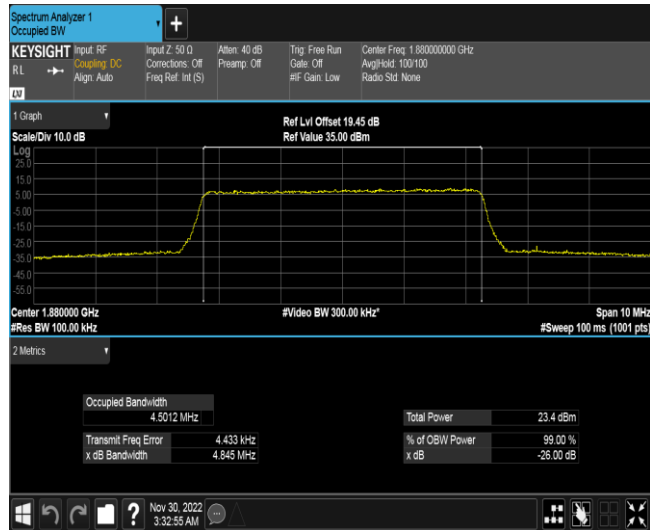 Spectrum Analyzer 1
Occupied BW
+
KEYSIGHT
RL
LXI
Input: RF
Coupling: DC
Align: Auto
Input Z: 50 Ω
Corrections: Off
Freq Ref: Int (S)
Atten: 40 dB
Preamp: Off
Trig: Free Run
Gate: Off
#IF Gain: Low
Center Freq: 1.880000000 GHz
Avg|Hold: 100/100
Radio Std: None
1 Graph
Scale/Div 10.0 dB
Ref Lvl Offset 19.45 dB
Ref Value 35.00 dBm
Log
25.0
15.0
5.00
-5.00
-15.0
-25.0
-35.0
-45.0
-55.0
Center 1.880000 GHz
#Res BW 100.00 kHz
#Video BW 300.00 kHz*
Span 10 MHz
#Sweep 100 ms (1001 pts)
2 Metrics
Occupied Bandwidth
4.5012 MHz
Transmit Freq Error 4.433 kHz
x dB Bandwidth 4.845 MHz
Total Power 23.4 dBm
% of OBW Power 99.00 %
x dB -26.00 dB
?
Nov 30, 2022
3:32:55 AM